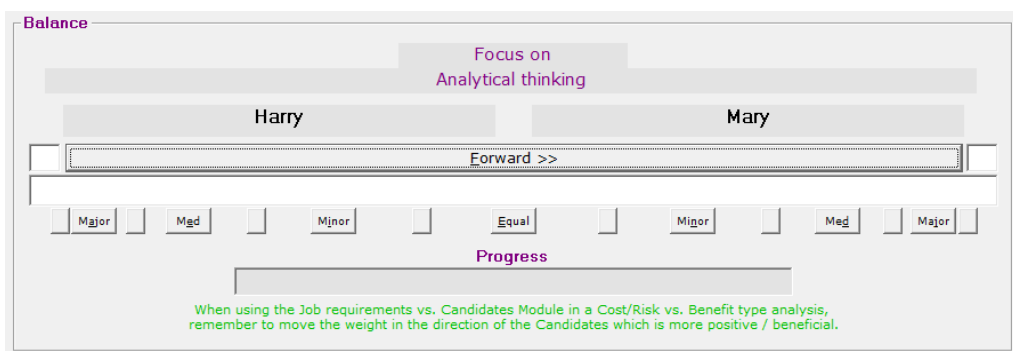 Balance
Focus on
Analytical thinking
Harry Mary
Forward >>
Major Med Minor Equal Minor Med Major
Progress
When using the Job requirements vs. Candidates Module in a Cost/Risk vs. Benefit type analysis,
remember to move the weight in the direction of the Candidates which is more positive / beneficial.